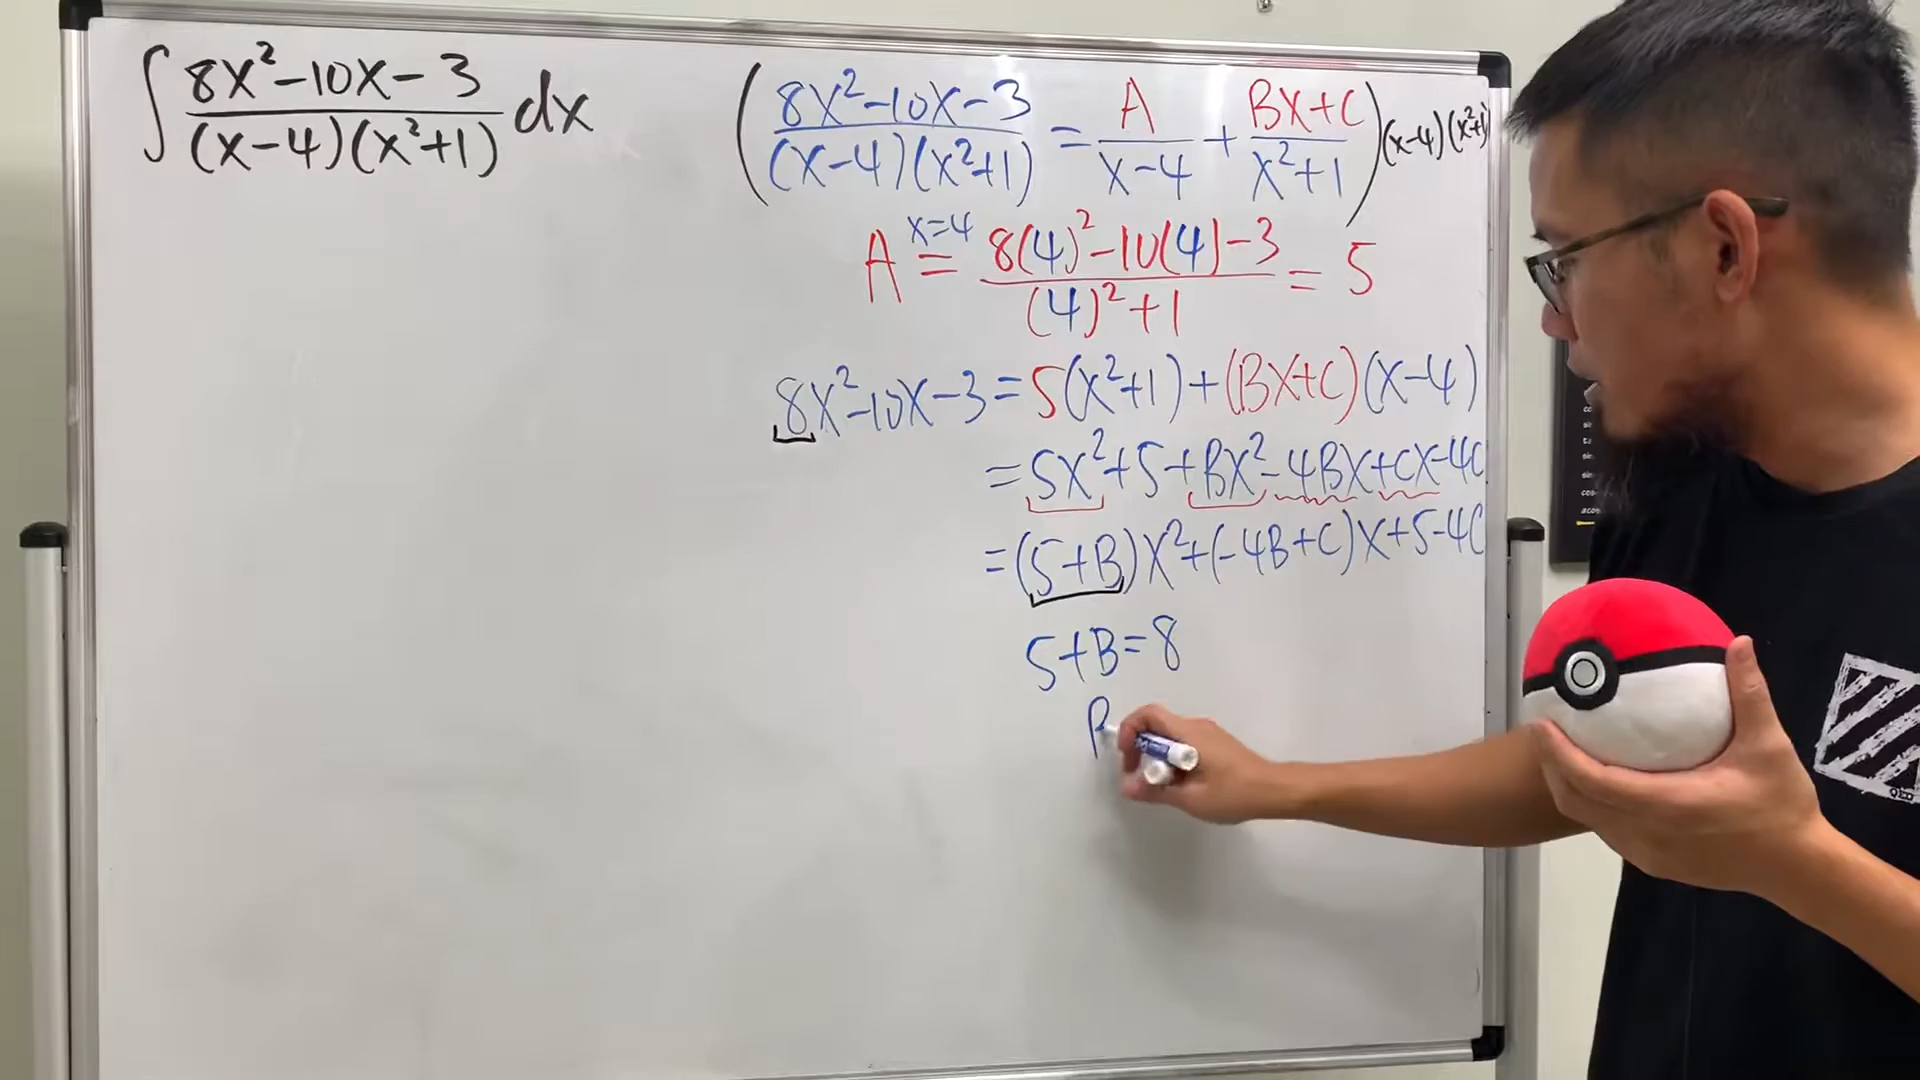 ∫ 8x²-10x-3 / (x-4)(x²+1) dx
( 8x²-10x-3 / (x-4)(x²+1) = A / x-4 + Bx+C / x²+1 ) (x-4)(x²+1)
A x=4 = 8(4)²-10(4)-3 / (4)²+1 = 5
8x²-10x-3 = 5(x²+1)+(Bx+C)(x-4)
= 5x²+5+Bx²-4Bx+Cx-4C
= (5+B)x²+(-4B+C)x+5-4C
5+B=8
B